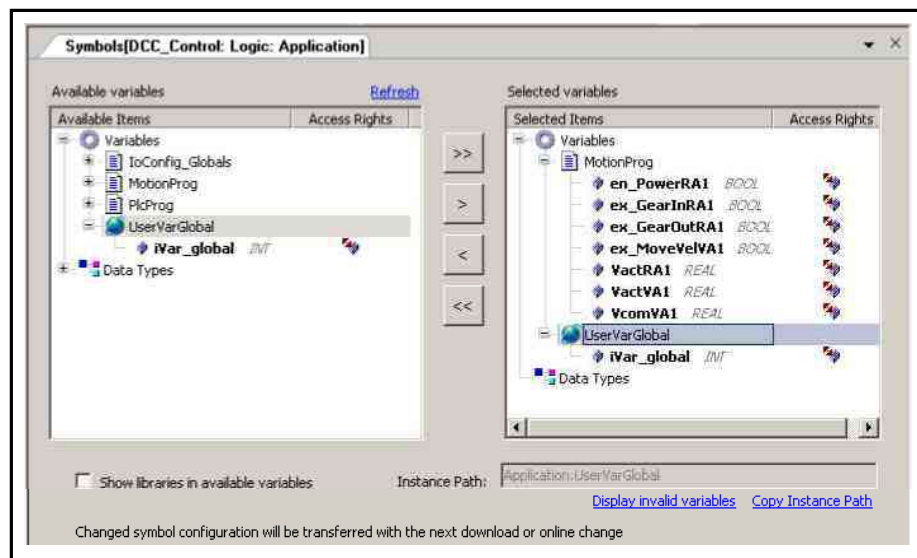 Symbols[DCC_Control: Logic: Application]
Available variables Refresh
Available Items Access Rights
Variables
IoConfig_Globals
MotionProg
PlcProg
UserVarGlobal
iVar_global INT
Data Types
>>
>
<
<<
Selected variables
Selected Items Access Rights
Variables
MotionProg
en_PowerRA1 BOOL
ex_GearInRA1 BOOL
ex_GearOutRA1 BOOL
ex_MoveVelVA1 BOOL
VactRA1 REAL
VactVA1 REAL
VcomVA1 REAL
UserVarGlobal
iVar_global INT
Data Types
Show libraries in available variables
Instance Path: Application.UserVarGlobal
Display invalid variables Copy Instance Path
Changed symbol configuration will be transferred with the next download or online change